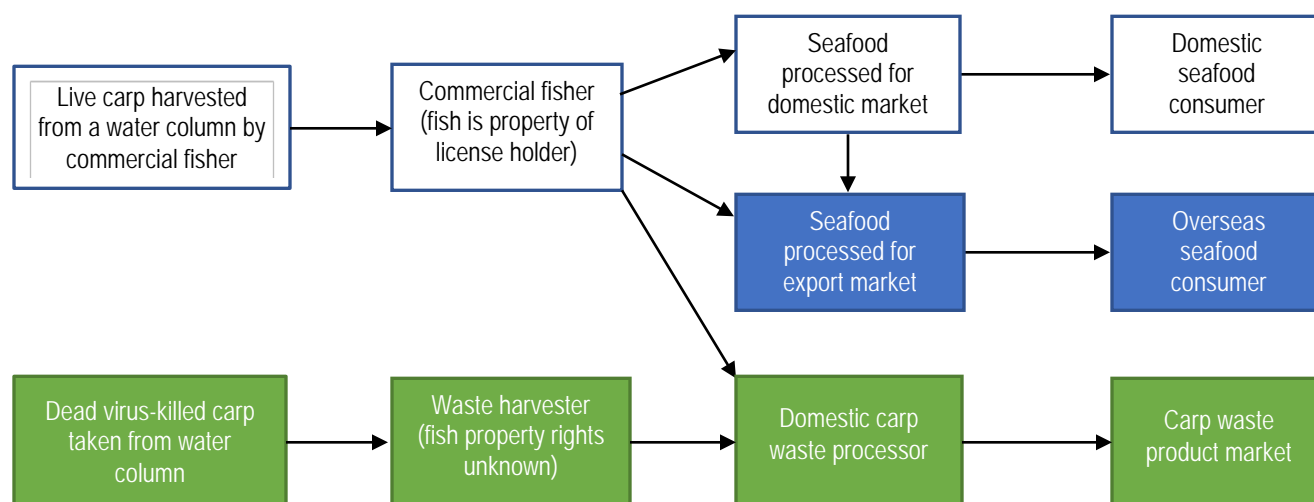 Live carp harvested
from a water column by
commercial fisher
Commercial fisher
(fish is property of
license holder)
Seafood
processed for
domestic market
Domestic
seafood
consumer
Seafood
processed for
export market
Overseas
seafood
consumer
Dead virus-killed carp
taken from water
column
Waste harvester
(fish property rights
unknown)
Domestic carp
waste processor
Carp waste
product market